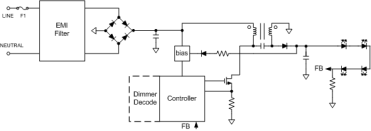 LINE F1
EMI
Filter
NEUTRAL
bias
Dimmer
Decode
Controller
FB
FB